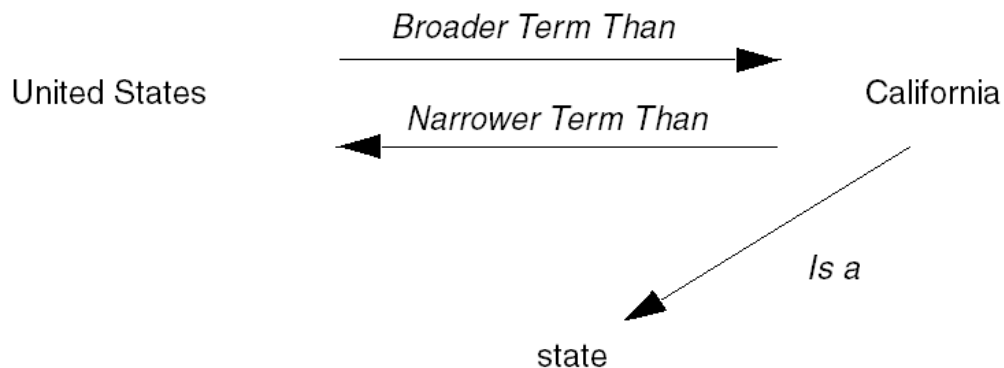 Broader Term Than
United States
California
Narrower Term Than
Is a
state